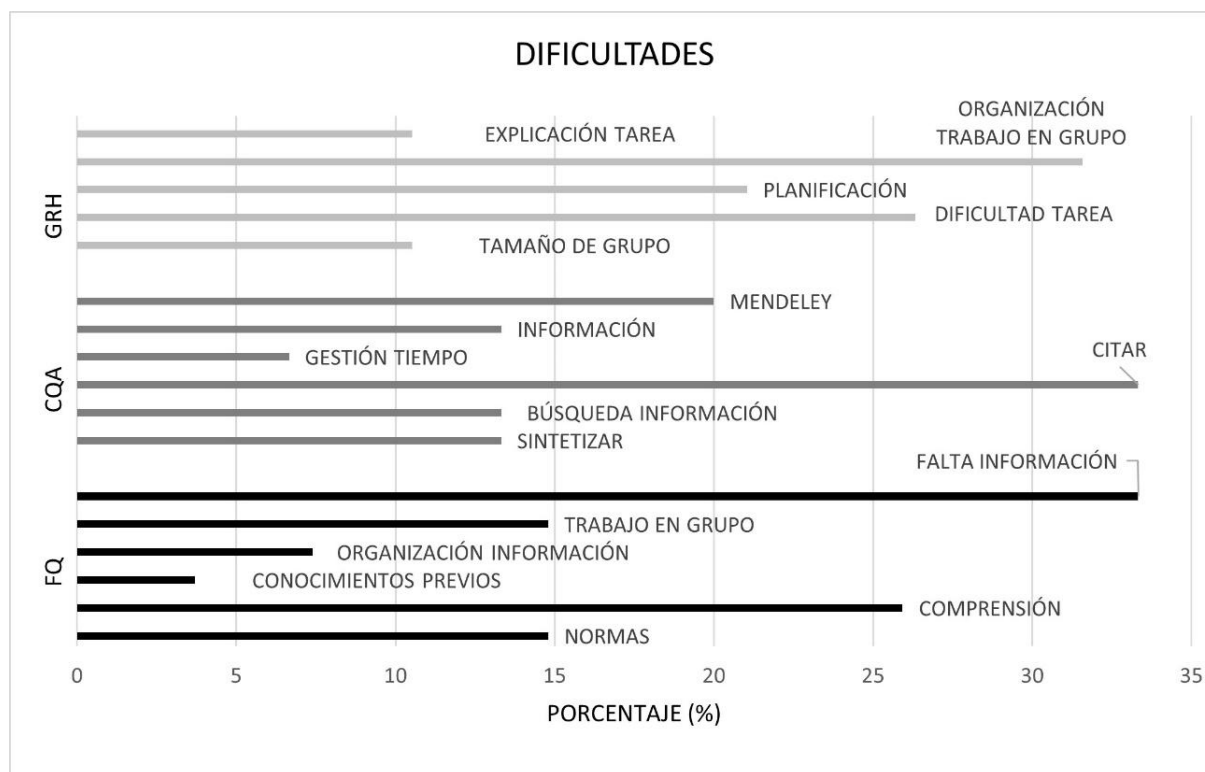 DIFICULTADES
ORGANIZACIÓN
TRABAJO EN GRUPO
EXPLICACIÓN TAREA
PLANIFICACIÓN
DIFICULTAD TAREA
TAMAÑO DE GRUPO
GRH
MENDELEY
INFORMACIÓN
GESTIÓN TIEMPO
CITAR
BÚSQUEDA INFORMACIÓN
SINTETIZAR
CQA
FALTA INFORMACIÓN
TRABAJO EN GRUPO
ORGANIZACIÓN INFORMACIÓN
CONOCIMIENTOS PREVIOS
COMPRENSIÓN
NORMAS
FQ
0 5 10 15 20 25 30 35
PORCENTAJE (%)